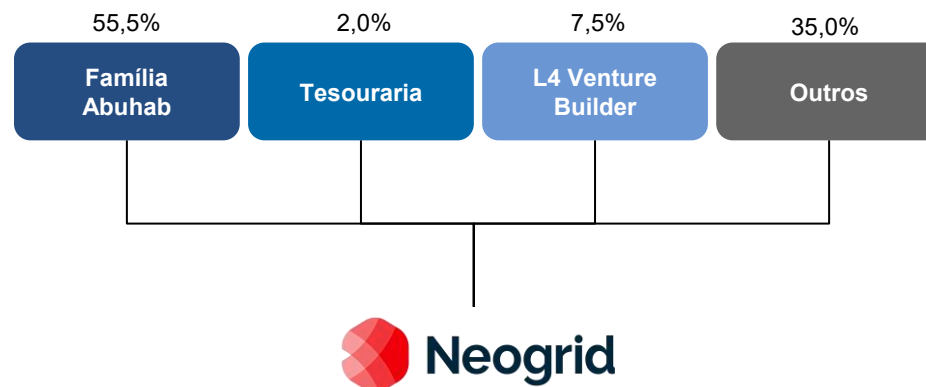 55,5%
2,0%
7,5%
35,0%
Família
Abuhab
Tesouraria
L4 Venture
Builder
Outros
Neogrid